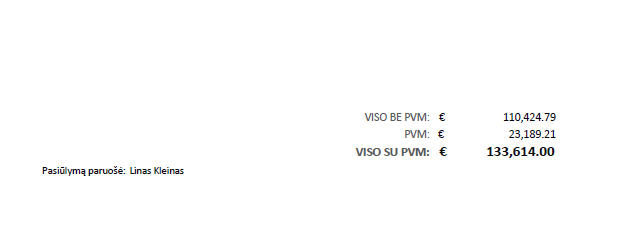 VISO BE PVM: € 110,424.79
PVM: € 23,189.21
VISO SU PVM: € 133,614.00
Pasiūlymą paruošė: Linas Kleinas